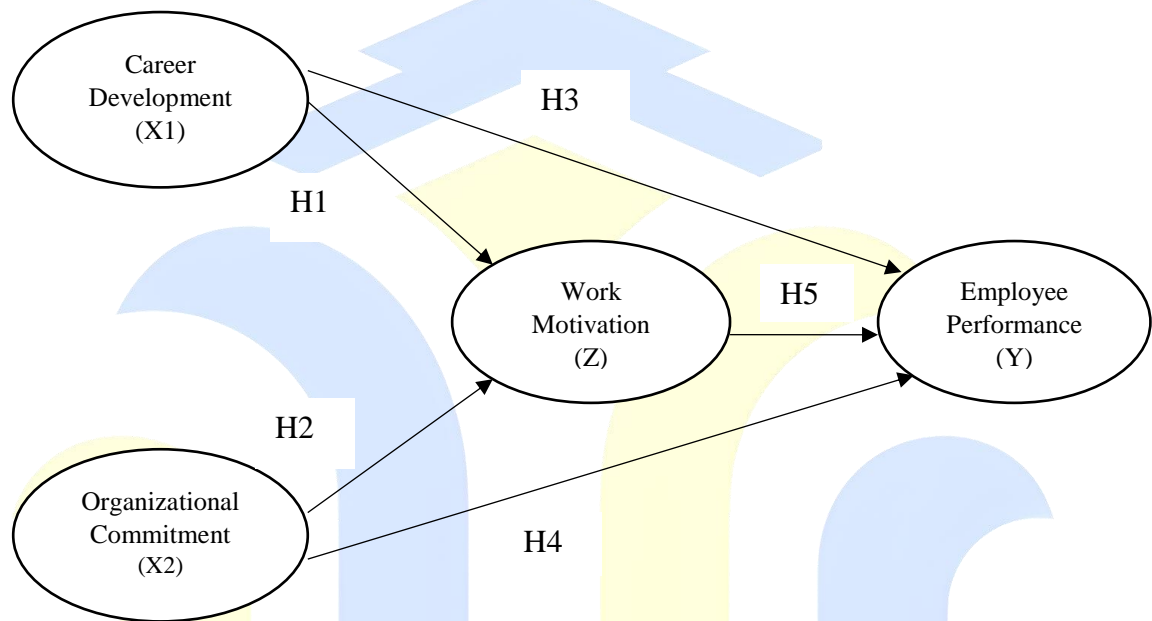 Career
Development
(X1)
H3
H1
Work
Motivation
(Z)
H5
Employee
Performance
(Y)
H2
Organizational
Commitment
(X2)
H4